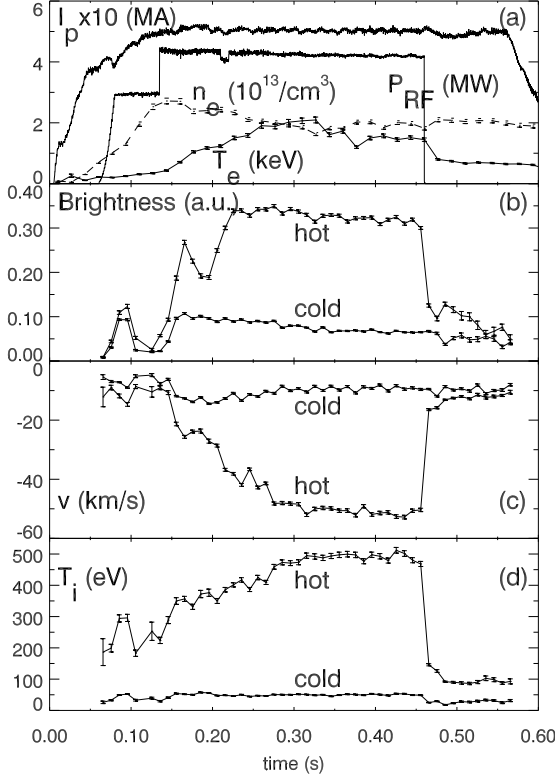 6
I_p x10 (MA)
(a)
4
n_e (10^13/cm^3)
P_RF (MW)
2
T_e (keV)
0
0.40
Brightness (a.u.)
(b)
0.30
hot
0.20
cold
0.10
0.00
0
cold
-20
hot
-40
v (km/s)
(c)
-60
500
T_i (eV)
(d)
400
hot
300
200
cold
100
0
0.00 0.10 0.20 0.30 0.40 0.50 0.60
time (s)